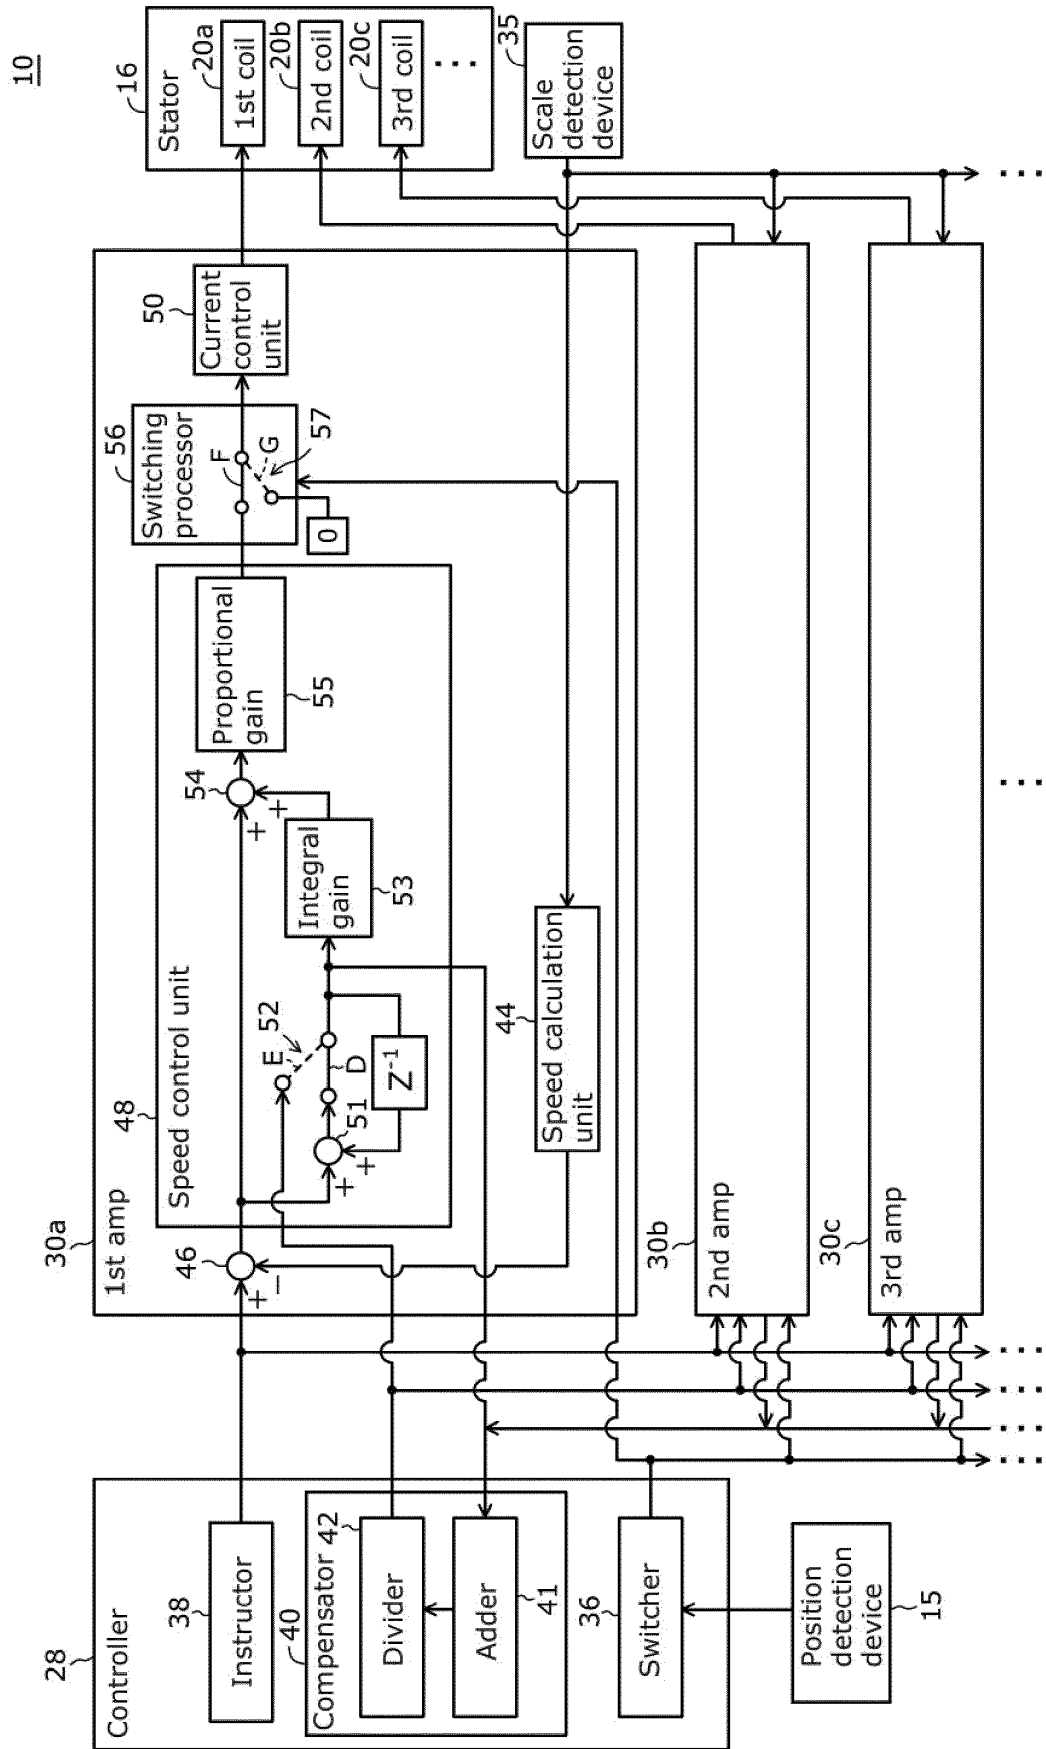 10
28
Controller
38
Instructor
40
Compensator
42
Divider
Adder
41
36
Switcher
Position
detection
device
15
30a
1st amp
46
+
−
48
Speed control unit
51
+
+
52
E
D
Z⁻¹
Integral
gain
53
54
+
+
Proportional
gain
55
56
Switching
processor
F
G
57
0
50
Current
control
unit
44
Speed calculation
unit
16
Stator
20a
1st coil
20b
2nd coil
20c
3rd coil
...
35
Scale
detection
device
30b
2nd amp
30c
3rd amp
...
...
...
...
...
...